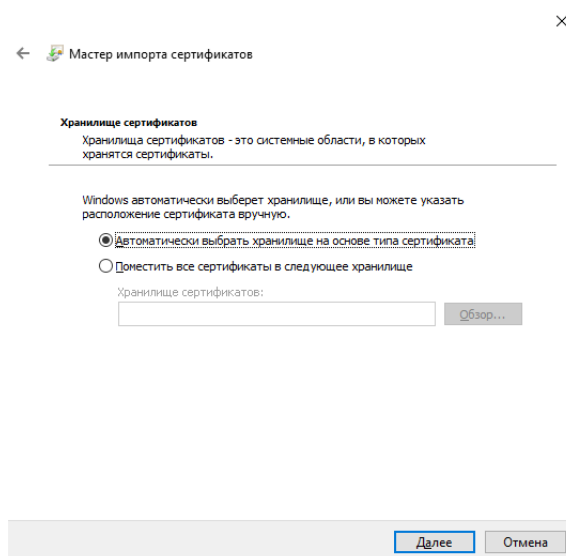 Мастер импорта сертификатов
Хранилище сертификатов
Хранилища сертификатов - это системные области, в которых
хранятся сертификаты.
Windows автоматически выберет хранилище, или вы можете указать
расположение сертификата вручную.
Автоматически выбрать хранилище на основе типа сертификата
Поместить все сертификаты в следующее хранилище
Хранилище сертификатов:
Обзор...
Далее
Отмена